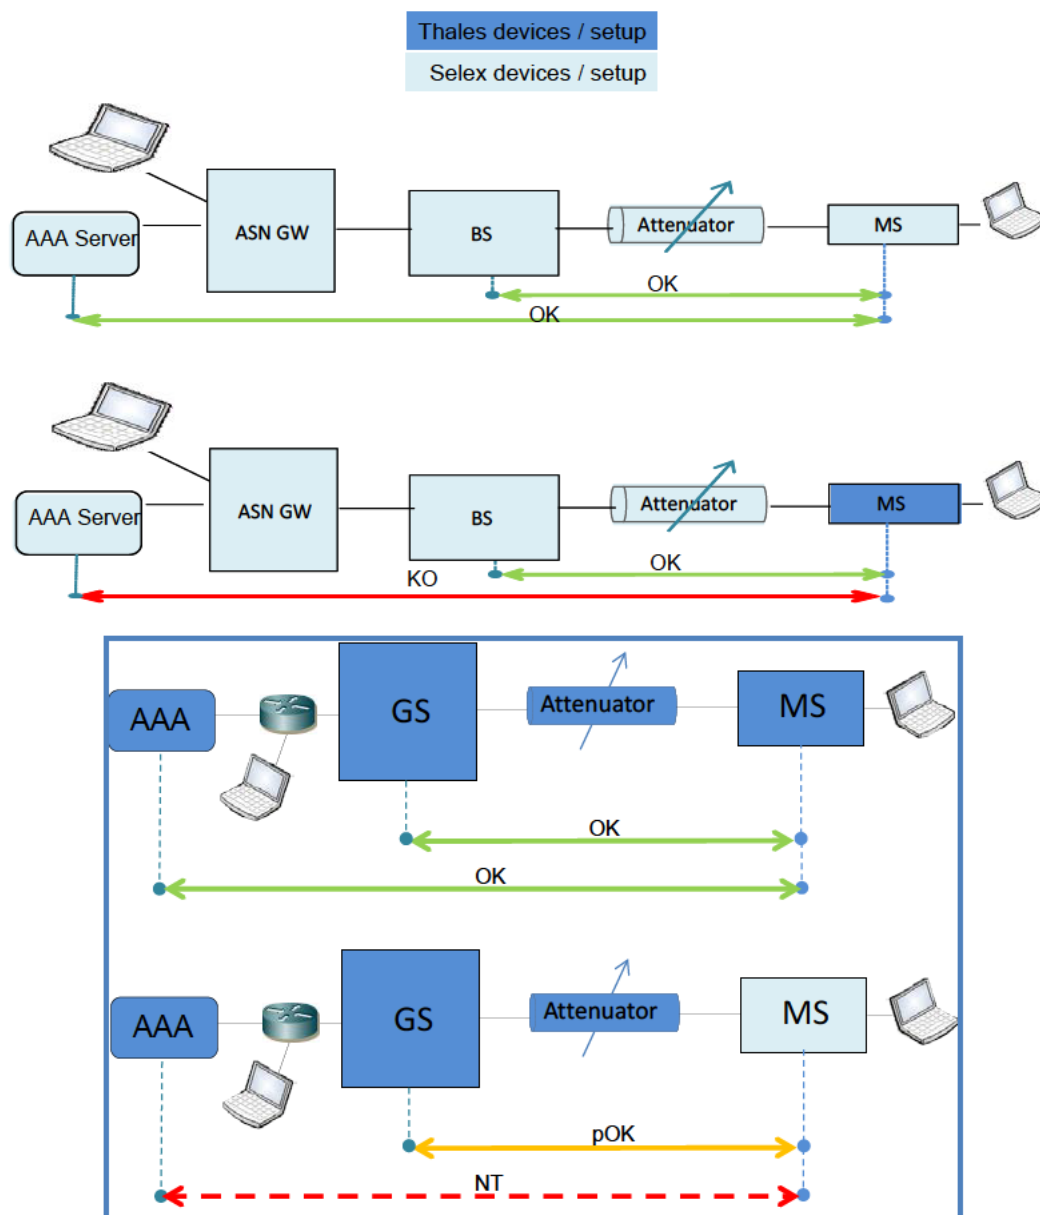 Thales devices / setup
Selex devices / setup
AAA Server
ASN GW
BS
Attenuator
MS
OK
OK
AAA Server
ASN GW
BS
Attenuator
MS
OK
KO
AAA
GS
Attenuator
MS
OK
OK
AAA
GS
Attenuator
MS
pOK
NT